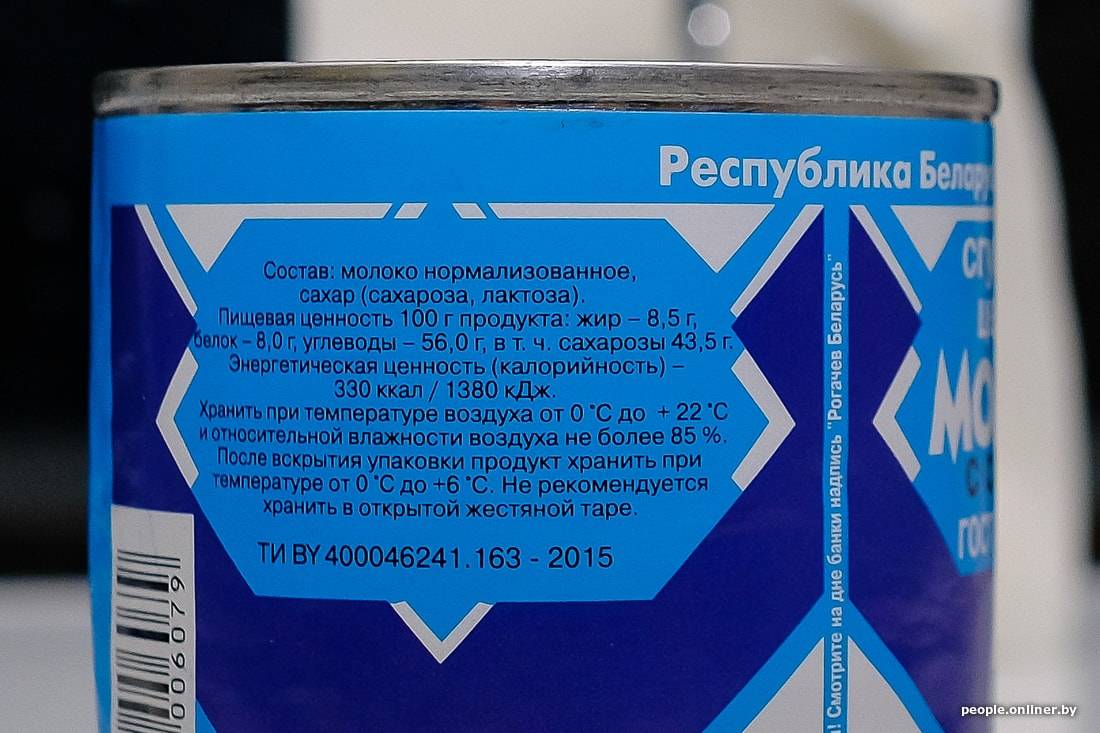 Республика Беларусь
Состав: молоко нормализованное,
сахар (сахароза, лактоза).
Пищевая ценность 100 г продукта: жир – 8,5 г,
белок – 8,0 г, углеводы – 56,0 г, в т. ч. сахарозы 43,5 г.
Энергетическая ценность (калорийность) –
330 ккал / 1380 кДж.
Хранить при температуре воздуха от 0 °С до + 22 °С
и относительной влажности воздуха не более 85 %.
После вскрытия упаковки продукт хранить при
температуре от 0 °С до +6 °С. Не рекомендуется
хранить в открытой жестяной таре.
ТИ BY 400046241.163 - 2015
006079
! Смотрите на дне банки надпись "Рогачев Беларусь"
people.onliner.by